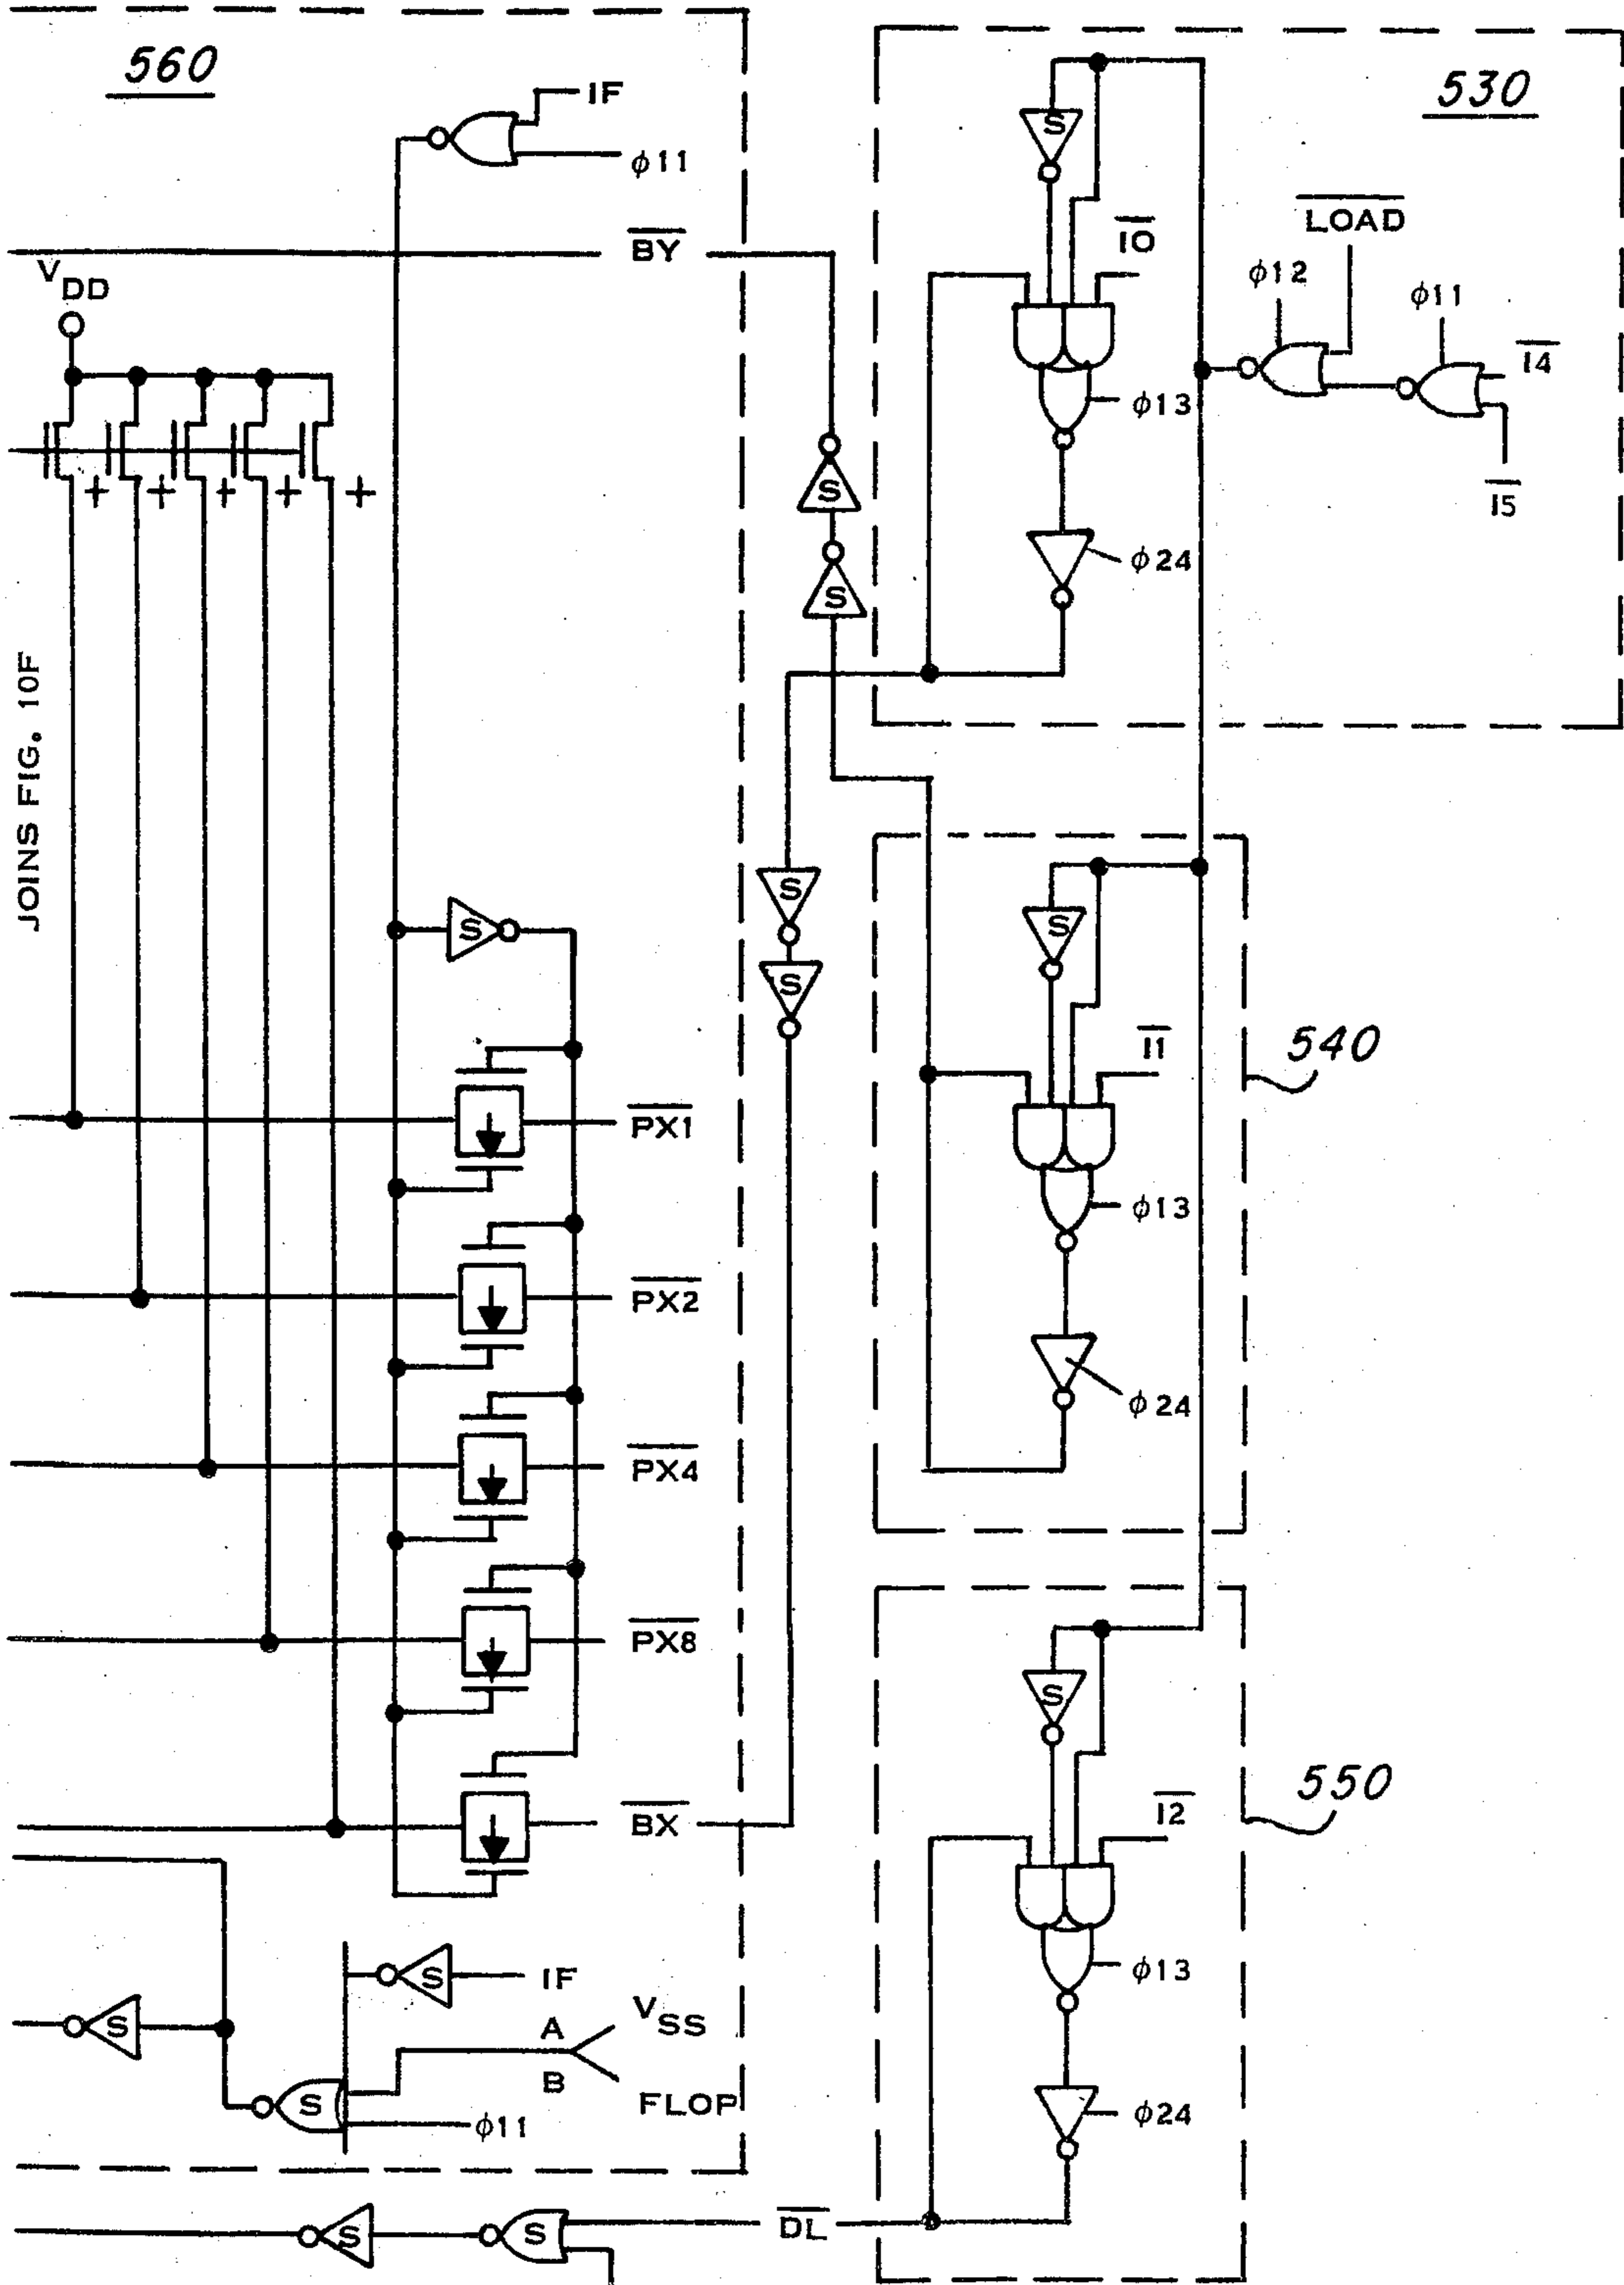 560
530
IF
φ11
BY
VDD
I0
LOAD
φ12
φ11
I4
I5
φ13
φ24
S
S
S
JOINS FIG. 10F
S
S
S
S
I1
540
PX1
φ13
PX2
φ24
PX4
PX8
S
I2
550
BX
φ13
S
IF
S
A
VSS
B
FLOP
S
φ11
φ24
S
S
DL